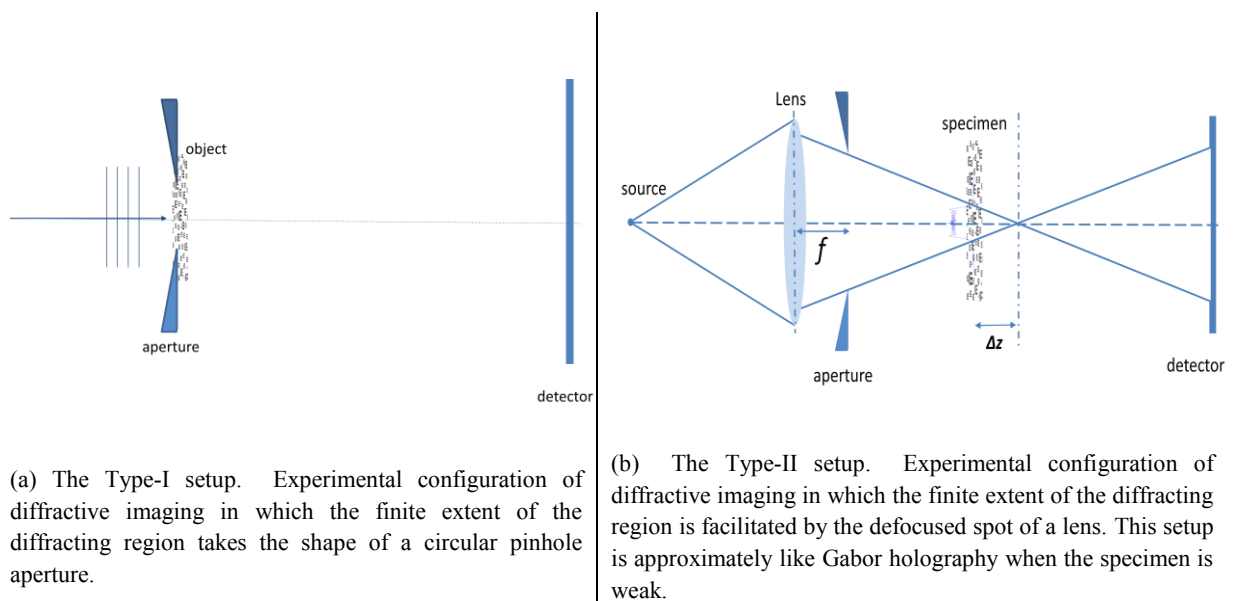 object
aperture
detector
(a) The Type-I setup. Experimental configuration of
diffractive imaging in which the finite extent of the
diffracting region takes the shape of a circular pinhole
aperture.
Lens
specimen
source
f
Δz
aperture
detector
(b) The Type-II setup. Experimental configuration of
diffractive imaging in which the finite extent of the diffracting
region is facilitated by the defocused spot of a lens. This setup
is approximately like Gabor holography when the specimen is
weak.